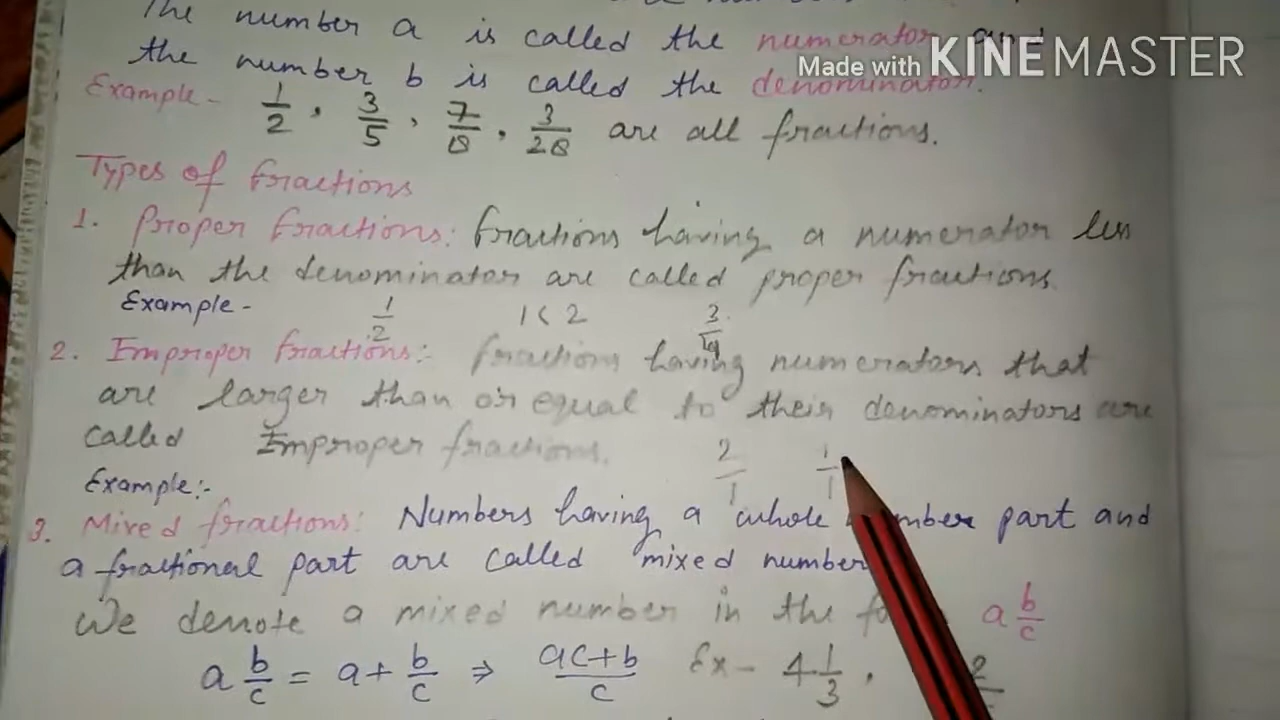 The number a is called the numerator and
Made with KINEMASTER
the number b is called the denominator.
Example - 1/2, 3/5, 7/8, 3/28 are all fractions.
Types of fractions
1. Proper fractions: fractions having a numerator less
than the denominator are called proper fractions.
Example - 1/2 1<2 3/
2. Improper fractions:- fractions having numerators that
are larger than or equal to their denominators are
called Improper fractions.
Example:- 2/1 1/1
3. Mixed fractions: Numbers having a whole number part and
a fractional part are called mixed number
We denote a mixed number in the a b/c
a b/c = a + b/c ⇒ ac+b/c Ex - 4 1/3,